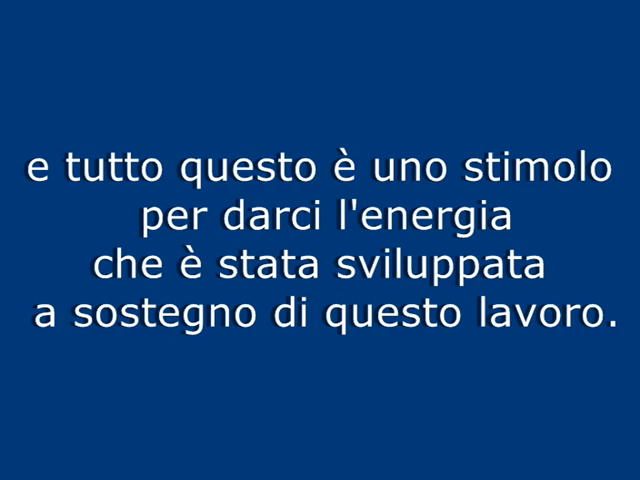 e tutto questo è uno stimolo
per darci l'energia
che è stata sviluppata
a sostegno di questo lavoro.